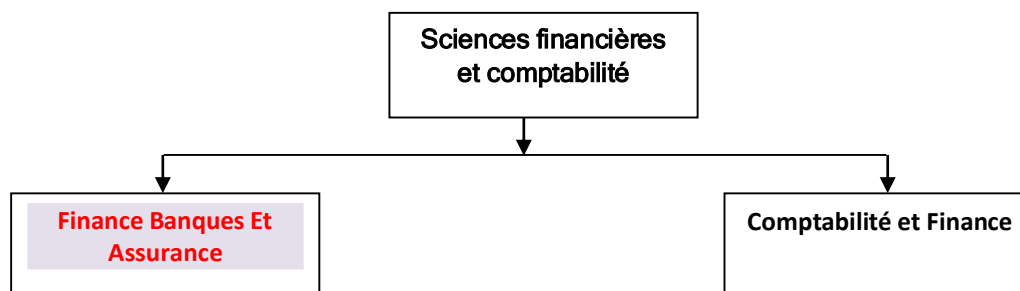 Sciences financières
et comptabilité
Finance Banques Et
Assurance
Comptabilité et Finance